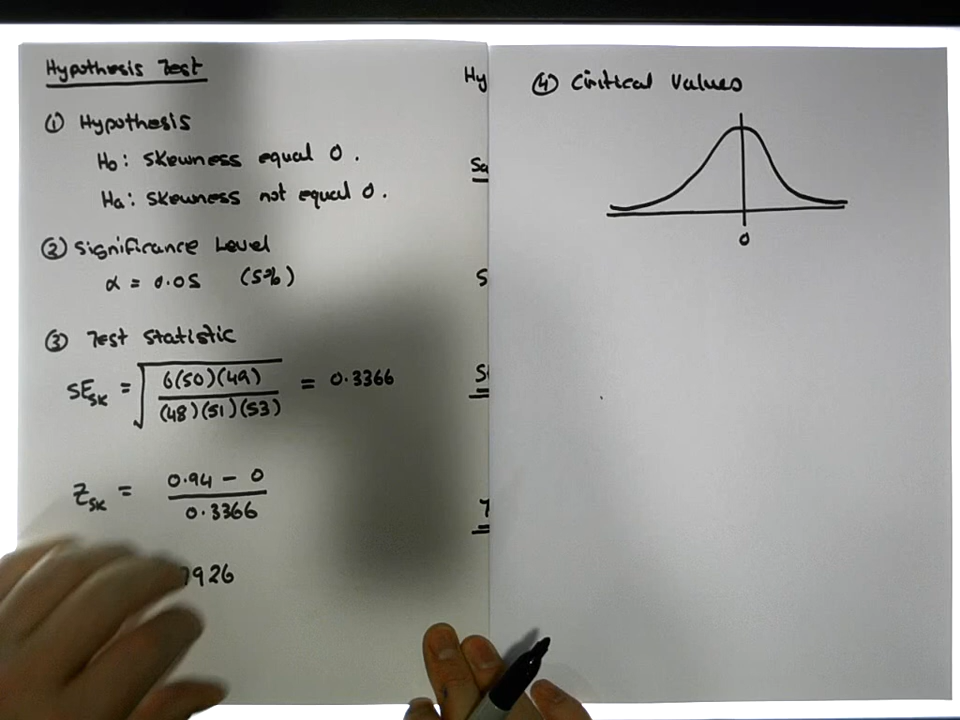 Hypothesis Test
① Hypothesis
H0: Skewness equal 0.
Ha: Skewness not equal 0.
② Significance Level
α = 0.05 (5%)
③ Test Statistic
SE_SK = √(6(50)(49) / (48)(51)(53)) = 0.3366
Z_SK = (0.94 - 0) / 0.3366
926
Hy
S
④ Critical Values
0